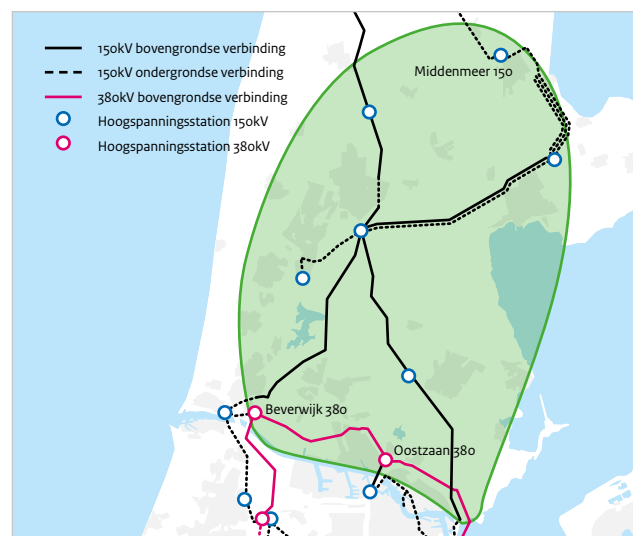 150kV bovengrondse verbinding
150kV ondergrondse verbinding
380kV bovengrondse verbinding
Hoogspanningsstation 150kV
Hoogspanningsstation 380kV
Middenmeer 150
Beverwijk 380
Oostzaan 380